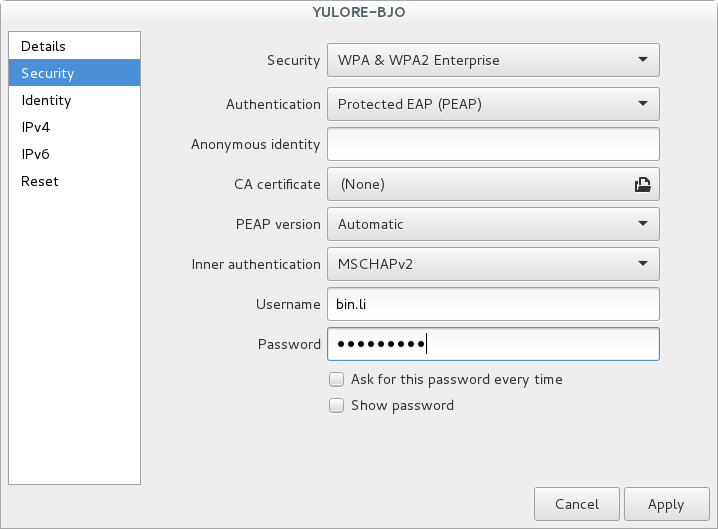 YULORE-BJO
Details
Security
Identity
IPv4
IPv6
Reset
Security WPA & WPA2 Enterprise
Authentication Protected EAP (PEAP)
Anonymous identity
CA certificate (None)
PEAP version Automatic
Inner authentication MSCHAPv2
Username bin.li
Password •••••••••
Ask for this password every time
Show password
Cancel Apply